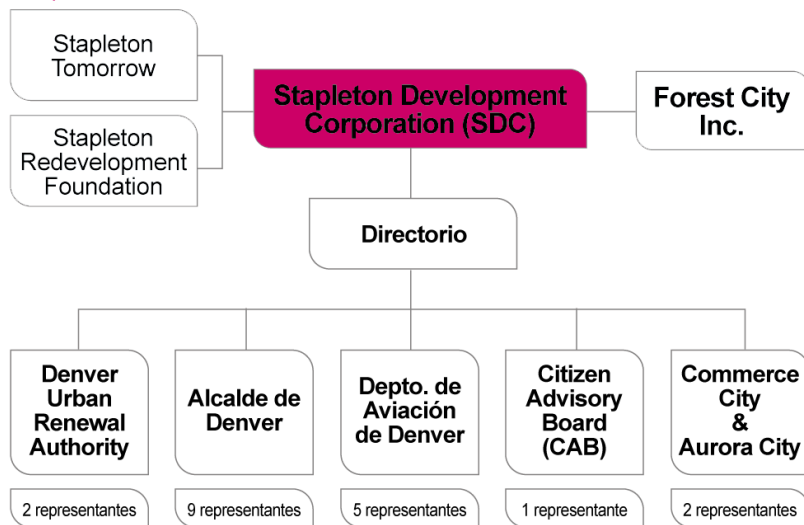 Stapleton
Tomorrow
Stapleton
Redevelopment
Foundation
Stapleton Development
Corporation (SDC)
Forest City
Inc.
Directorio
Denver
Urban
Renewal
Authority
Alcalde de
Denver
Depto. de
Aviación
de Denver
Citizen
Advisory
Board
(CAB)
Commerce
City
&
Aurora City
2 representantes
9 representantes
5 representantes
1 representante
2 representantes